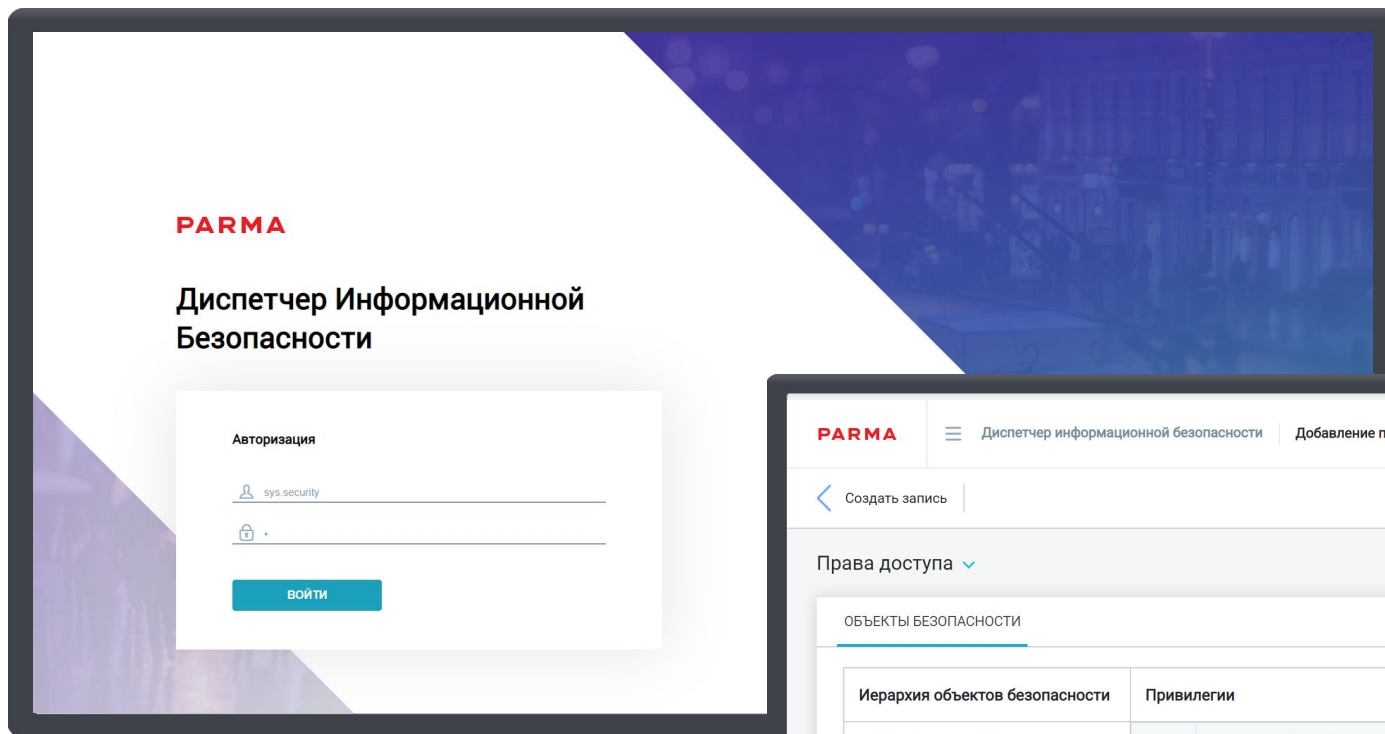 PARMA
Диспетчер Информационной
Безопасности
Авторизация
sys.security
ВОЙТИ
PARMA
Диспетчер информационной безопасности
Добавление п
Создать запись
Права доступа
ОБЪЕКТЫ БЕЗОПАСНОСТИ
Иерархия объектов безопасности
Привилегии